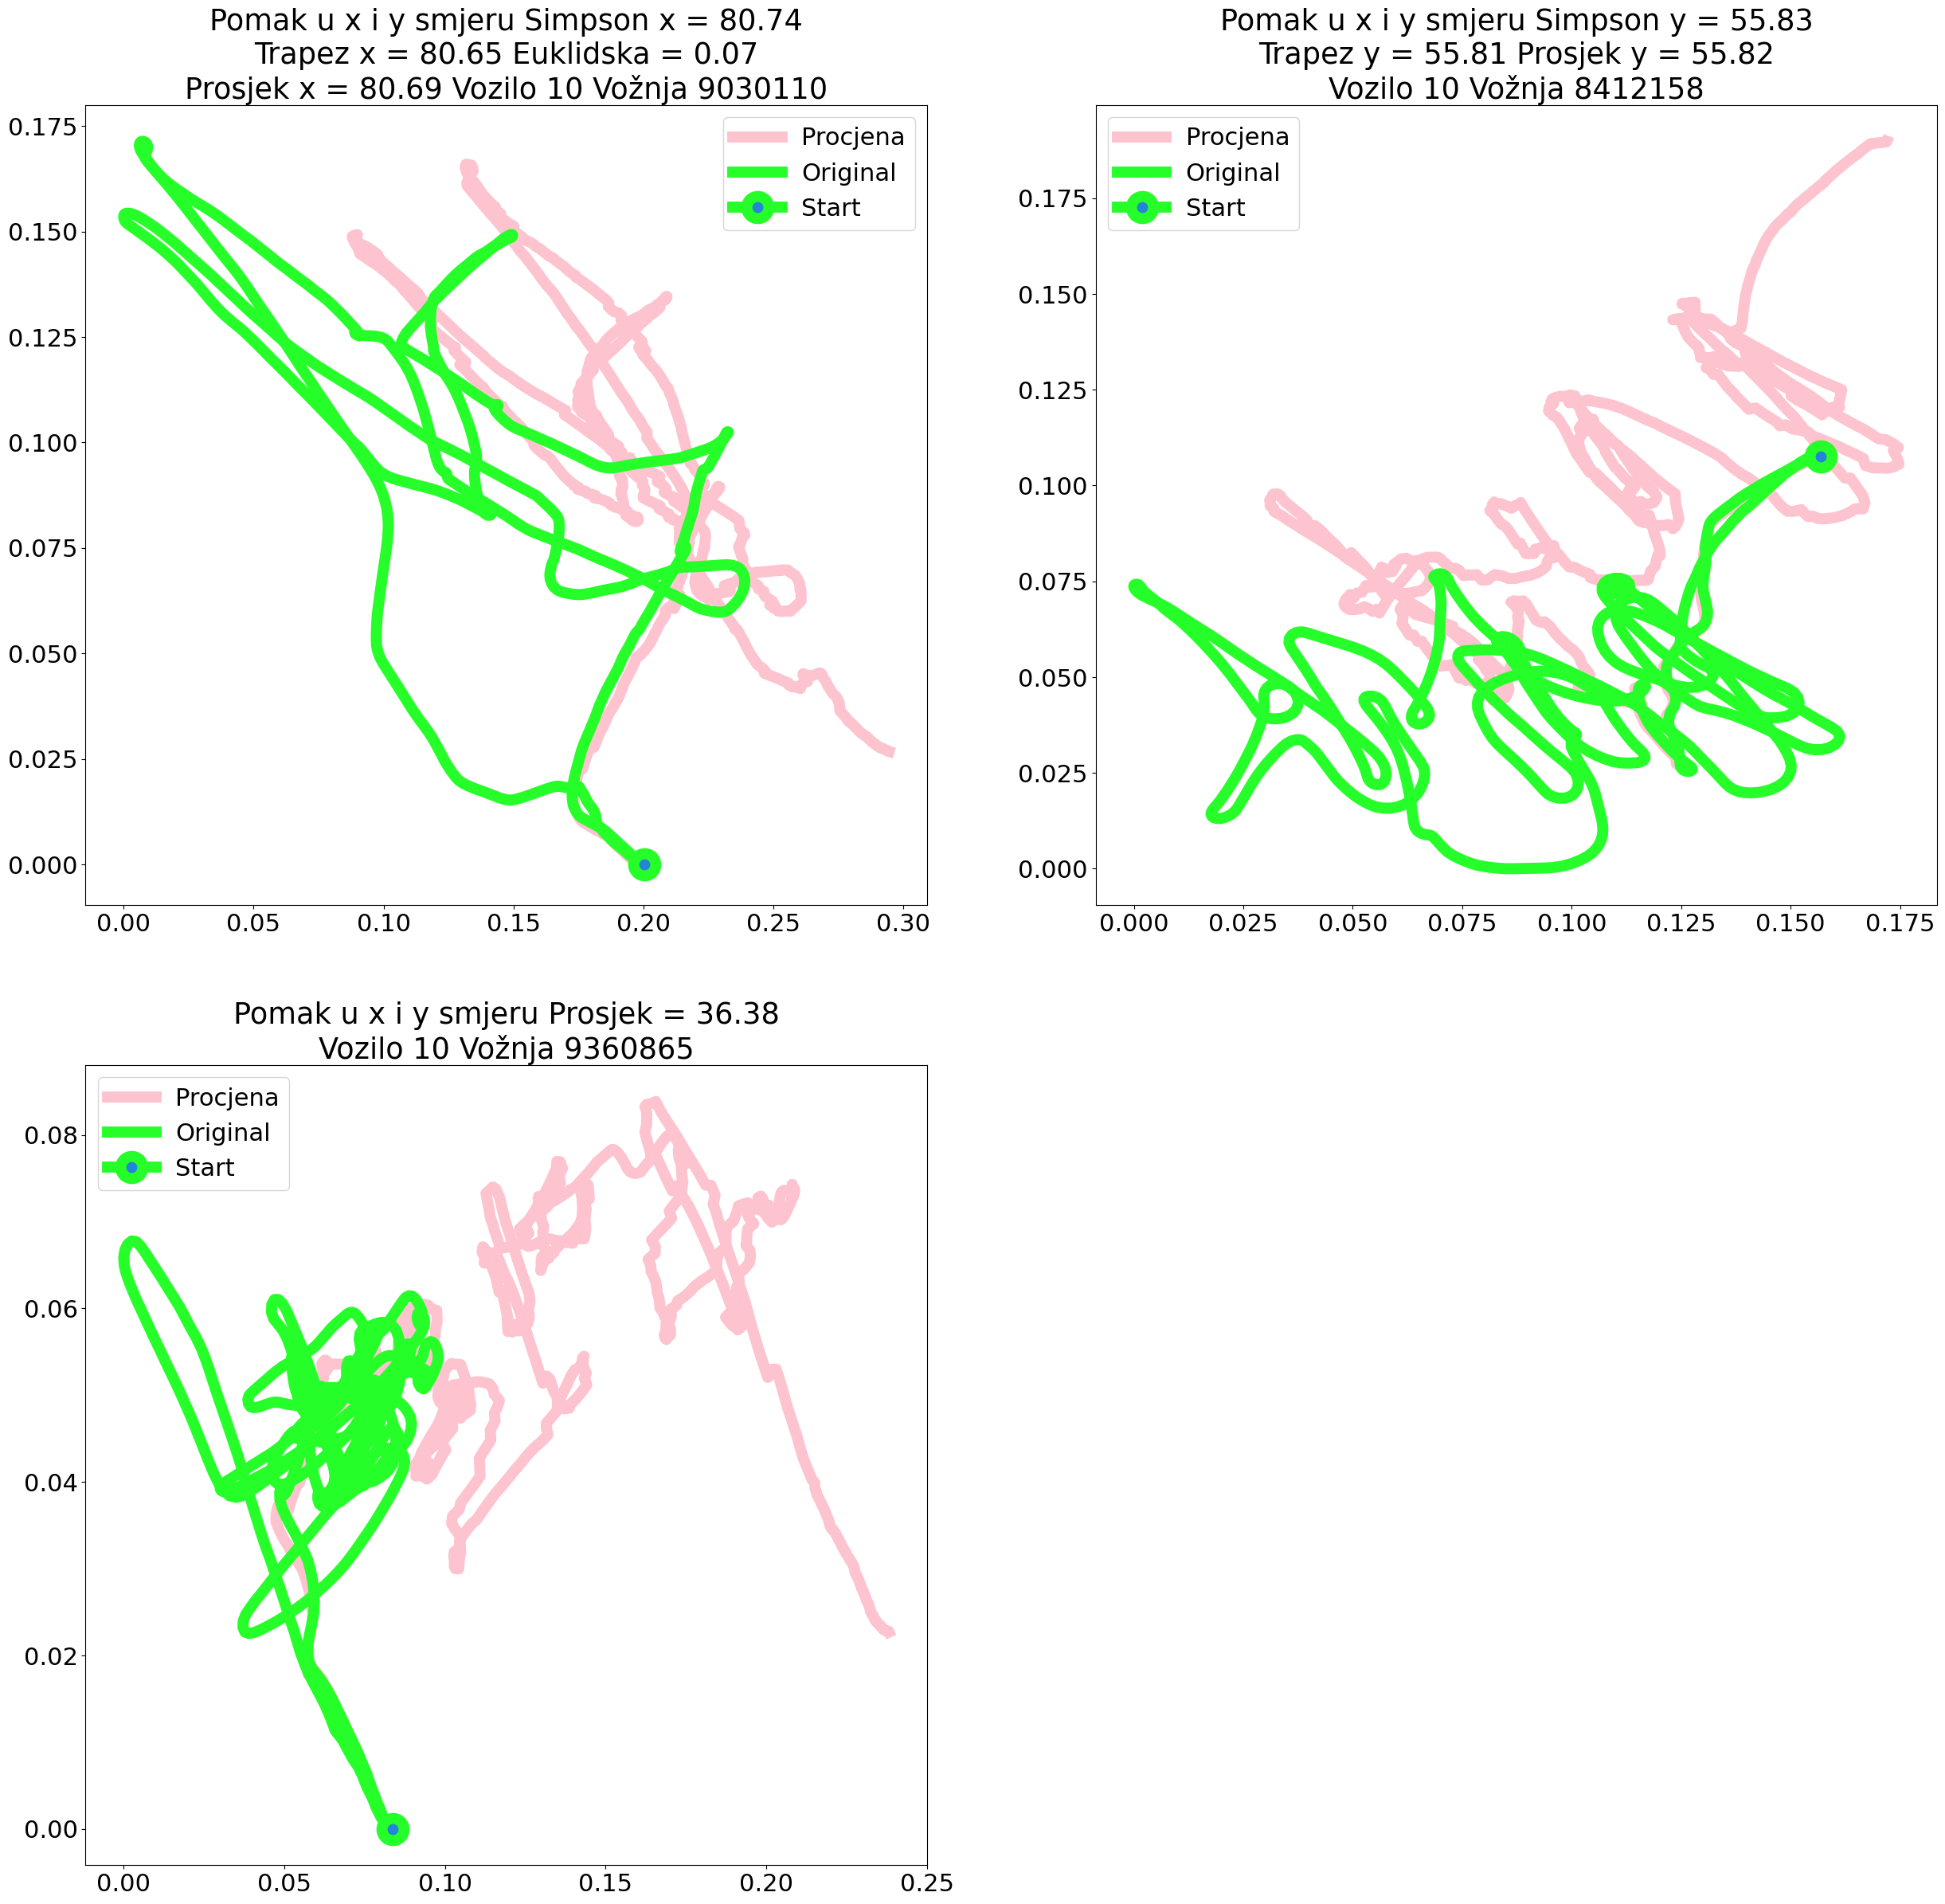 Pomak u x i y smjeru Simpson x = 80.74
Trapez x = 80.65 Euklidska = 0.07
Prosjek x = 80.69 Vozilo 10 Vožnja 9030110
0.175
0.150
0.125
0.100
0.075
0.050
0.025
0.000
0.00 0.05 0.10 0.15 0.20 0.25 0.30
Procjena
Original
Start
Pomak u x i y smjeru Simpson y = 55.83
Trapez y = 55.81 Prosjek y = 55.82
Vozilo 10 Vožnja 8412158
Procjena
Original
Start
0.175
0.150
0.125
0.100
0.075
0.050
0.025
0.000
0.000 0.025 0.050 0.075 0.100 0.125 0.150 0.175
Pomak u x i y smjeru Prosjek = 36.38
Vozilo 10 Vožnja 9360865
Procjena
Original
Start
0.08
0.06
0.04
0.02
0.00
0.00 0.05 0.10 0.15 0.20 0.25